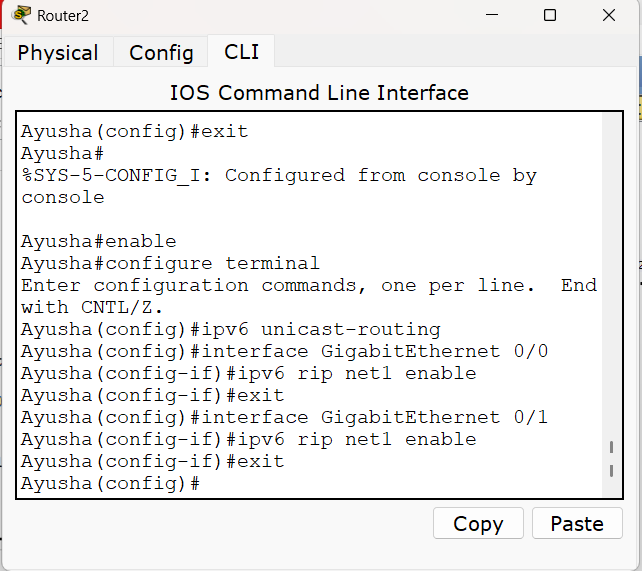 Router2
Physical Config CLI
IOS Command Line Interface
Ayusha(config)#exit
Ayusha#
%SYS-5-CONFIG_I: Configured from console by
console
Ayusha#enable
Ayusha#configure terminal
Enter configuration commands, one per line.  End
with CNTL/Z.
Ayusha(config)#ipv6 unicast-routing
Ayusha(config)#interface GigabitEthernet 0/0
Ayusha(config-if)#ipv6 rip net1 enable
Ayusha(config-if)#exit
Ayusha(config)#interface GigabitEthernet 0/1
Ayusha(config-if)#ipv6 rip net1 enable
Ayusha(config-if)#exit
Ayusha(config)#
Copy Paste